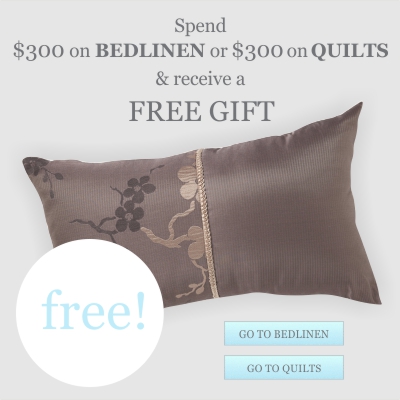 Spend
$300 on BEDLINEN or $300 on QUILTS
& receive a
FREE GIFT
free!
GO TO BEDLINEN
GO TO QUILTS